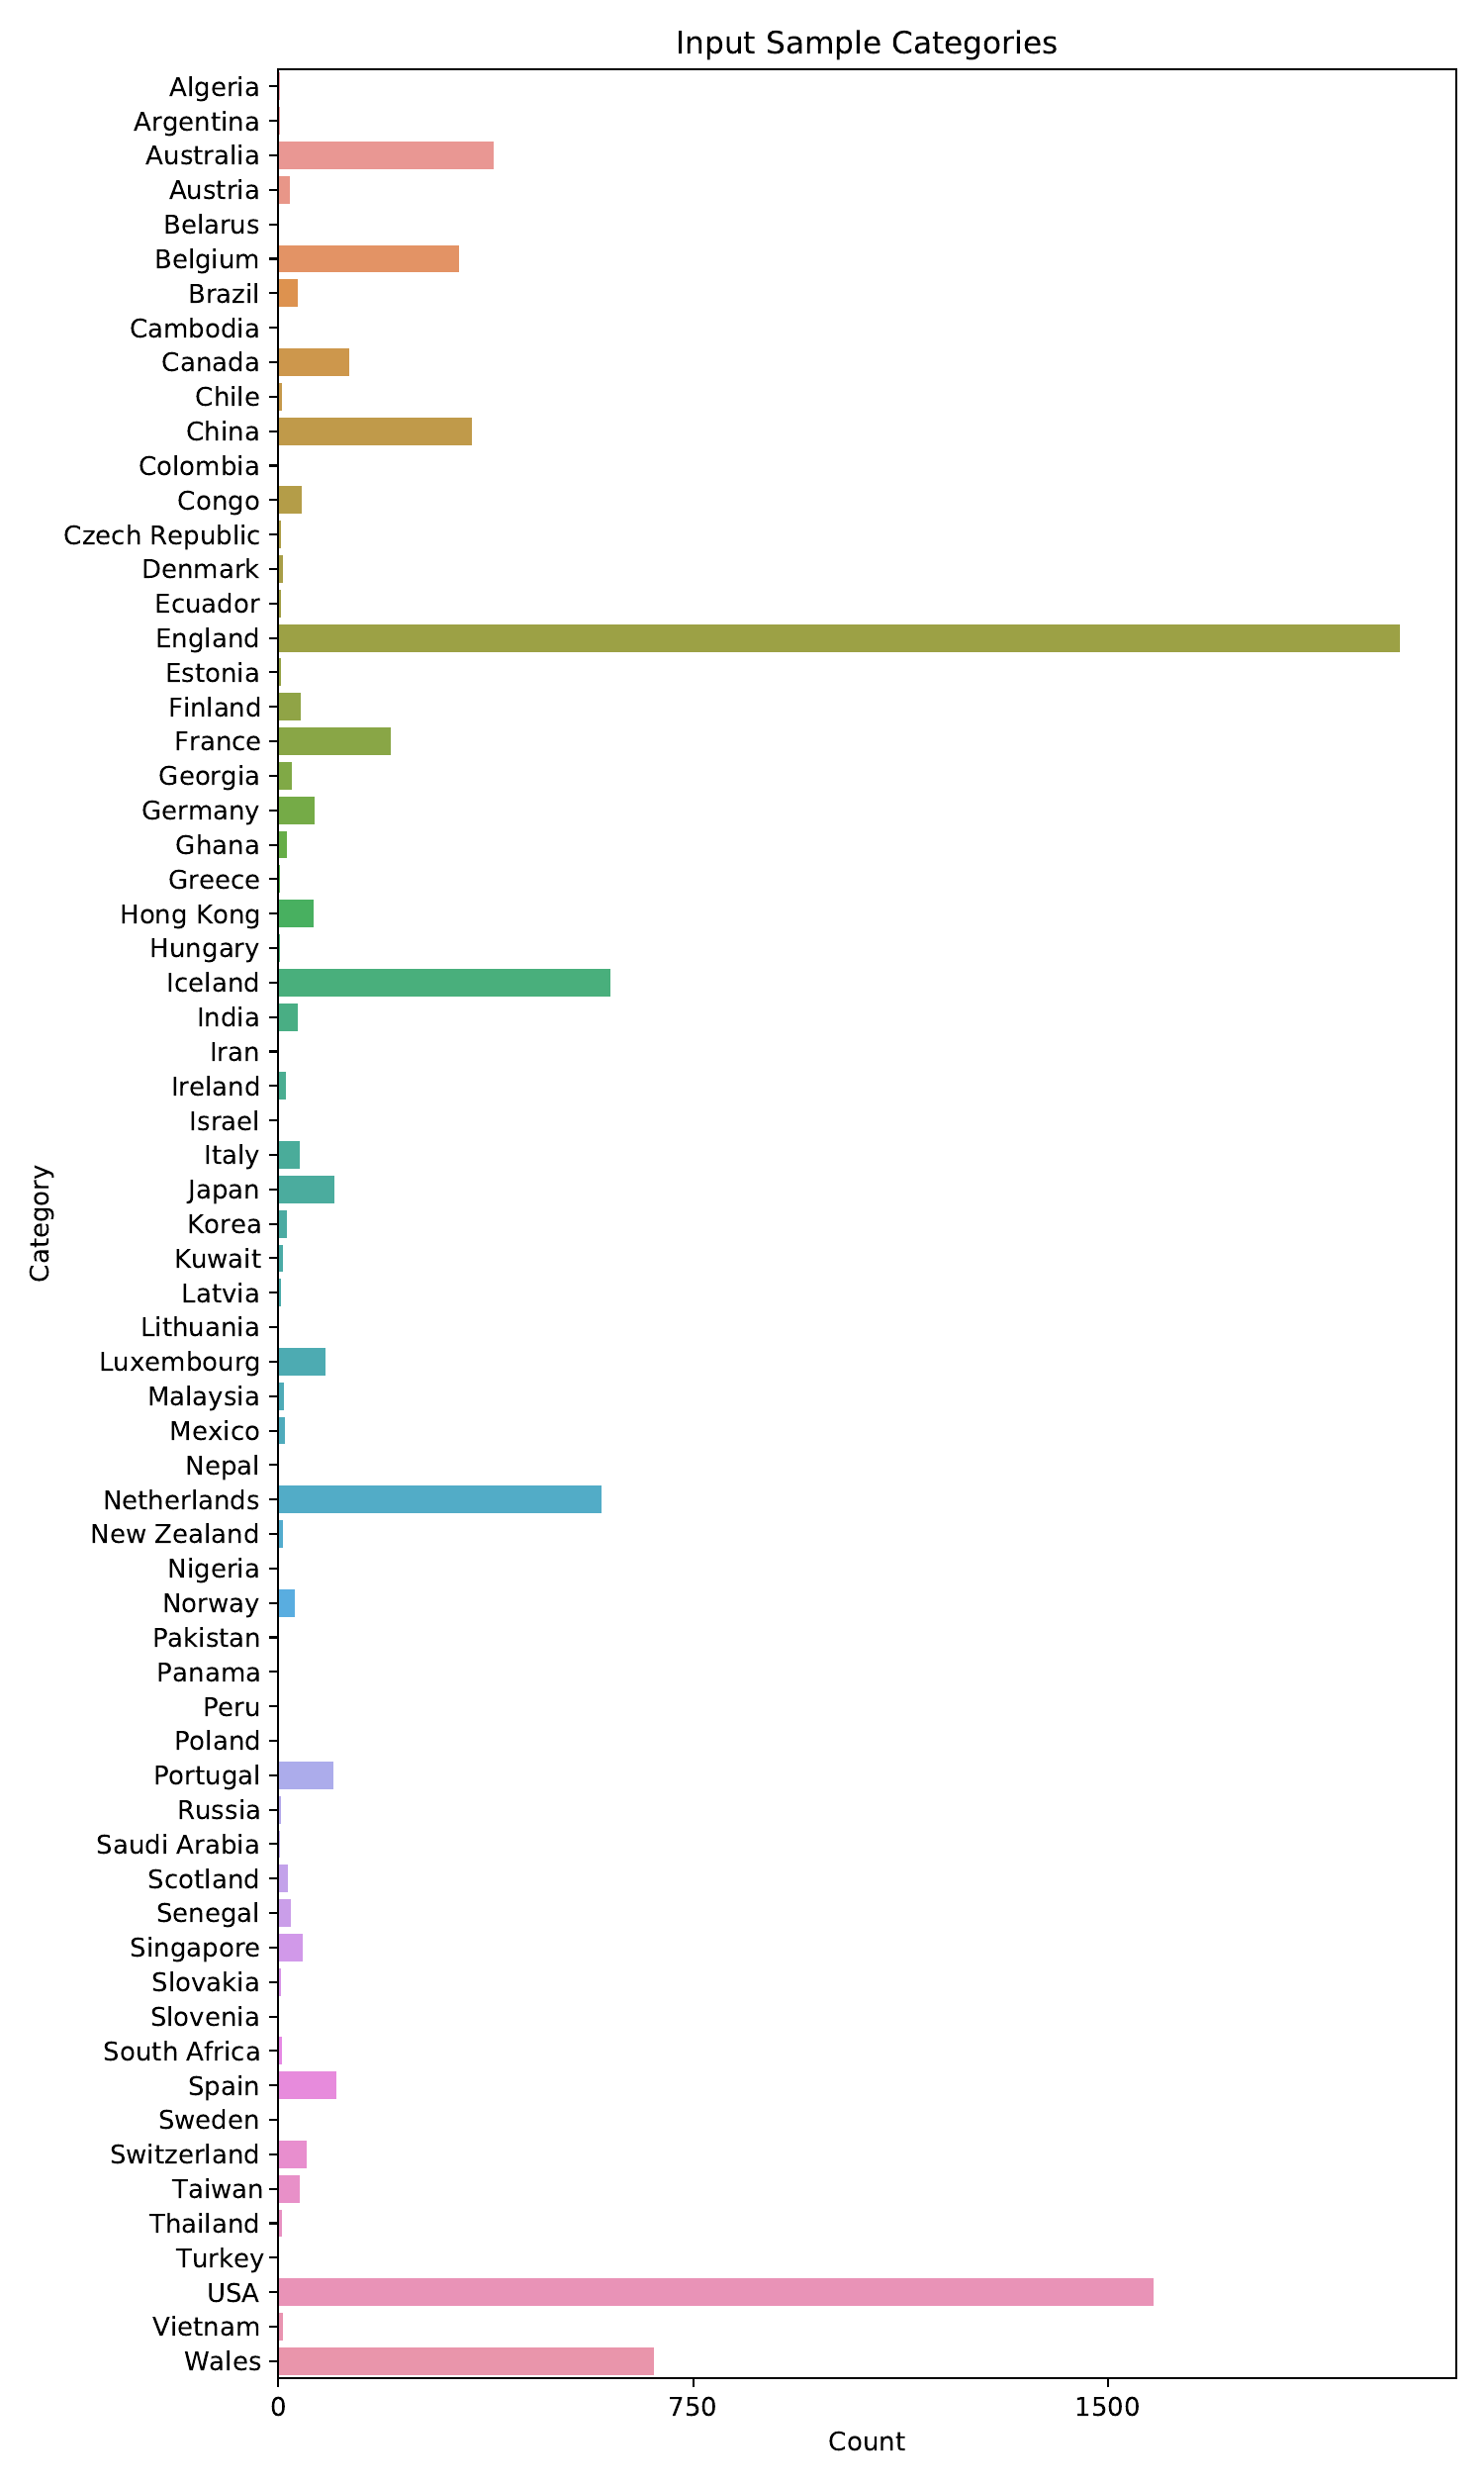 Input Sample Categories
Algeria
Argentina
Australia
Austria
Belarus
Belgium
Brazil
Cambodia
Canada
Chile
China
Colombia
Congo
Czech Republic
Denmark
Ecuador
England
Estonia
Finland
France
Georgia
Germany
Ghana
Greece
Hong Kong
Hungary
Iceland
India
Iran
Ireland
Israel
Italy
Japan
Korea
Kuwait
Latvia
Lithuania
Luxembourg
Malaysia
Mexico
Nepal
Netherlands
New Zealand
Nigeria
Norway
Pakistan
Panama
Peru
Poland
Portugal
Russia
Saudi Arabia
Scotland
Senegal
Singapore
Slovakia
Slovenia
South Africa
Spain
Sweden
Switzerland
Taiwan
Thailand
Turkey
USA
Vietnam
Wales
Category
0 750 1500
Count